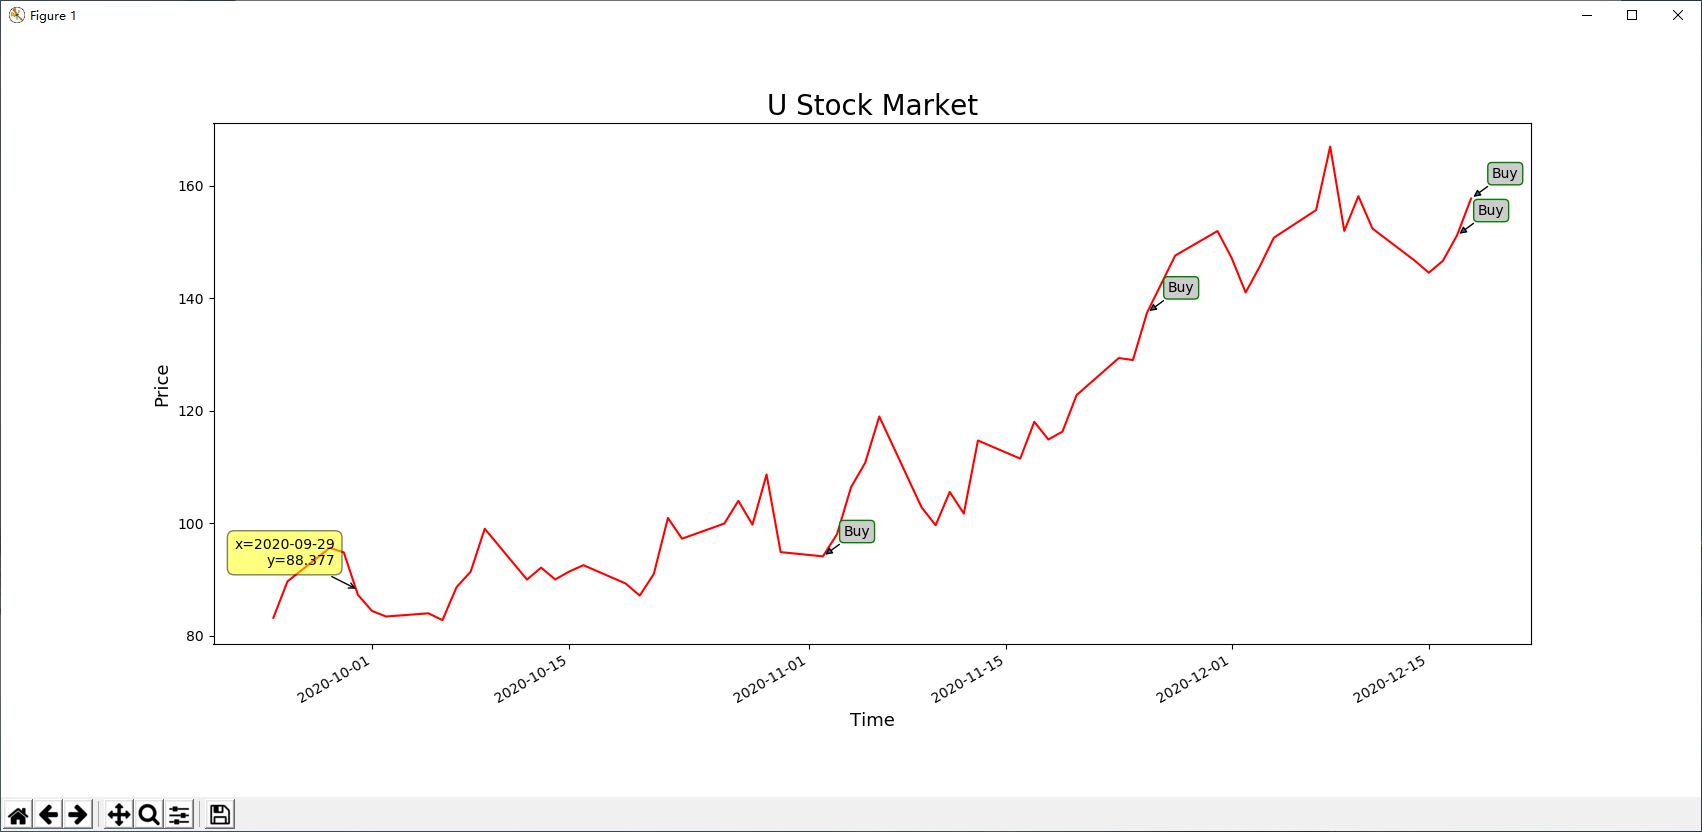 Figure 1
U Stock Market
Price
160
140
120
100
80
Buy
Buy
Buy
Buy
x=2020-09-29
y=88.377
2020-10-01
2020-10-15
2020-11-01
2020-11-15
2020-12-01
2020-12-15
Time